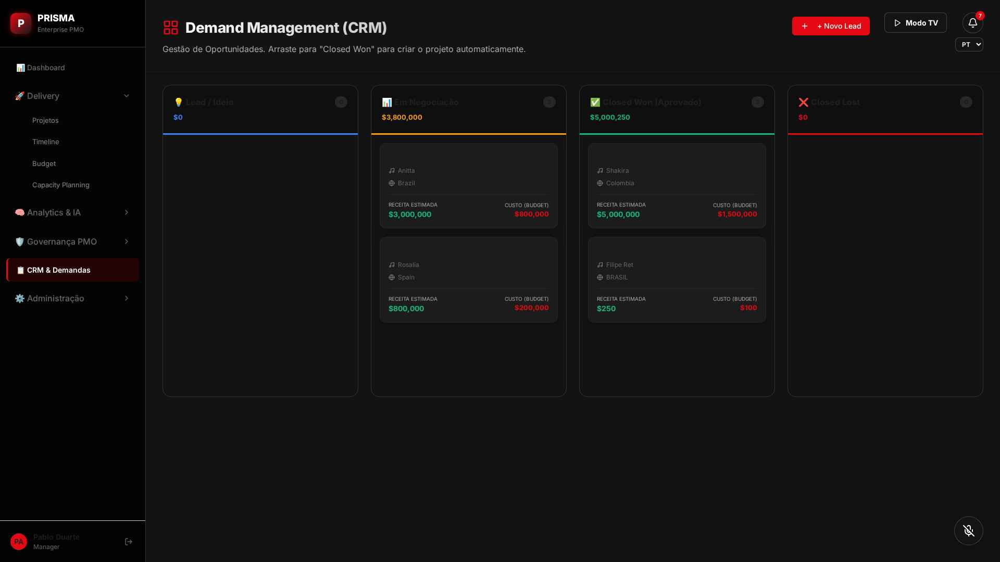 P
PRISMA
Enterprise PMO
📊 Dashboard
🚀 Delivery
Projetos
Timeline
Budget
Capacity Planning
🧠 Analytics & IA
🛡️ Governança PMO
📋 CRM & Demandas
⚙️ Administração
PA
Pablo Duarte
Manager
Demand Management (CRM)
Gestão de Oportunidades. Arraste para "Closed Won" para criar o projeto automaticamente.
+ + Novo Lead
Modo TV
7
PT
💡 Lead / Ideia 0
$0
📊 Em Negociação 2
$3,800,000
Anitta
Brazil
RECEITA ESTIMADA CUSTO (BUDGET)
$3,000,000 $800,000
Rosalia
Spain
RECEITA ESTIMADA CUSTO (BUDGET)
$800,000 $200,000
✅ Closed Won (Aprovado) 2
$5,000,250
Shakira
Colombia
RECEITA ESTIMADA CUSTO (BUDGET)
$5,000,000 $1,500,000
Filipe Ret
BRASIL
RECEITA ESTIMADA CUSTO (BUDGET)
$250 $100
❌ Closed Lost 0
$0